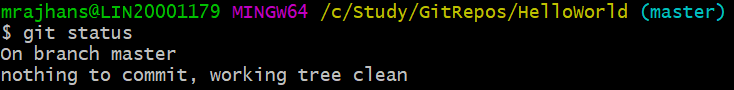 mrajhans@LIN20001179 MINGW64 /c/Study/GitRepos/HelloWorld (master)
$ git status
On branch master
nothing to commit, working tree clean